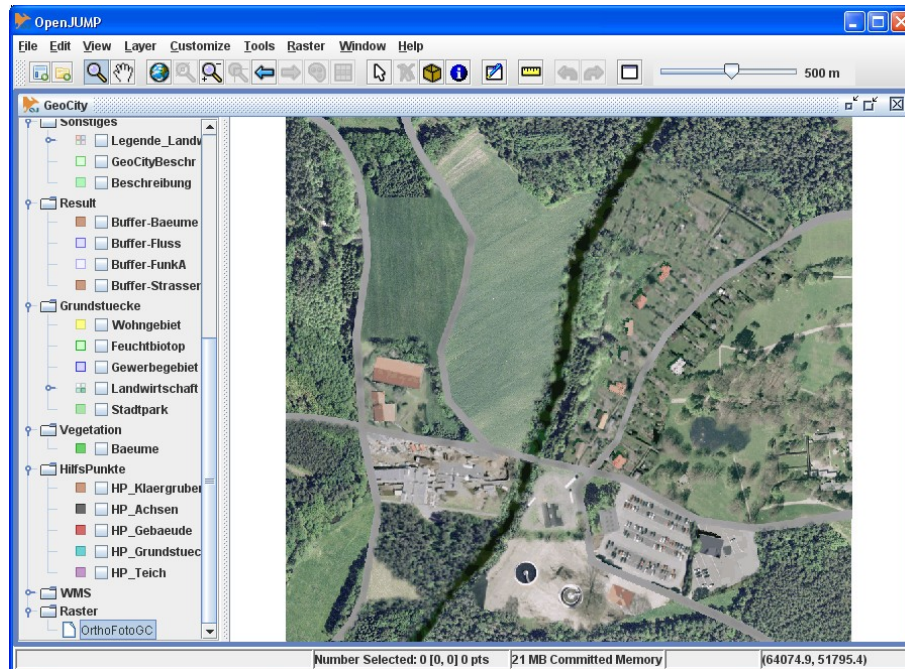 OpenJUMP
File Edit View Layer Customize Tools Raster Window Help
500 m
GeoCity
Sonstiges
Legende_Landw
GeoCityBeschr
Beschreibung
Result
Buffer-Baeume
Buffer-Fluss
Buffer-FunkA
Buffer-Strasser
Grundstuecke
Wohngebiet
Feuchtbiotop
Gewerbegebiet
Landwirtschaft
Stadtpark
Vegetation
Baeume
HilfsPunkte
HP_Klaergruber
HP_Achsen
HP_Gebaeude
HP_Grundstuec
HP_Teich
WMS
Raster
OrthoFotoGC
Number Selected: 0 [0, 0] 0 pts 21 MB Committed Memory (64074.9, 51795.4)